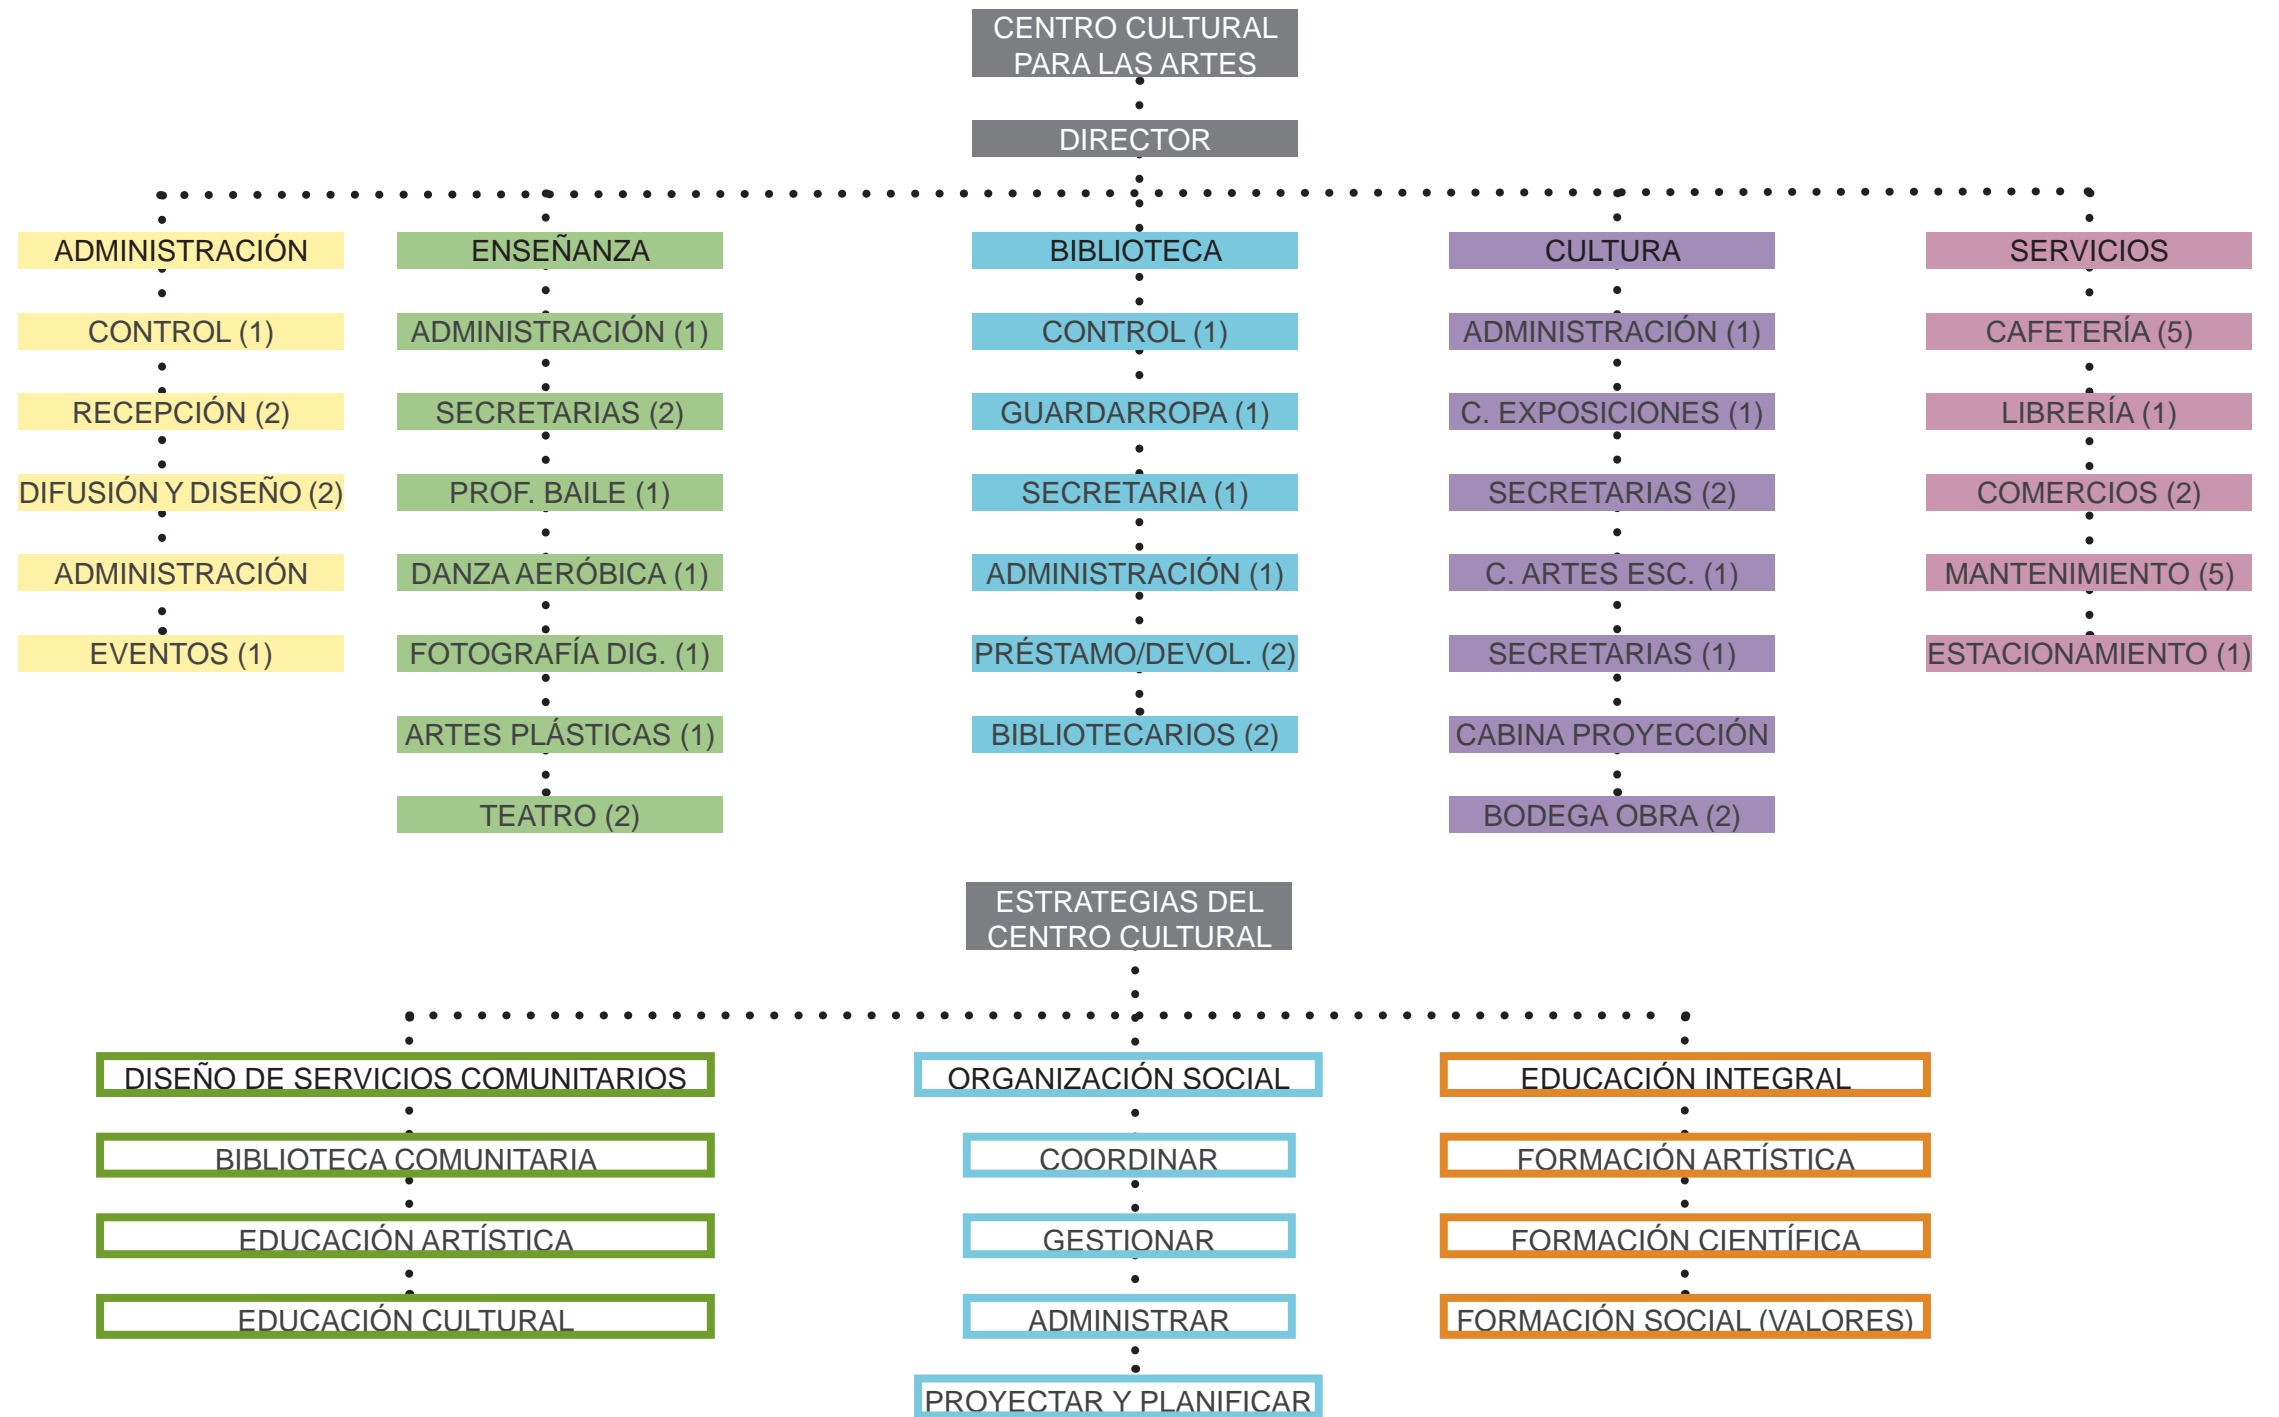 CENTRO CULTURAL
PARA LAS ARTES
DIRECTOR
ADMINISTRACIÓN
CONTROL (1)
RECEPCIÓN (2)
DIFUSIÓN Y DISEÑO (2)
ADMINISTRACIÓN
EVENTOS (1)
ENSEÑANZA
ADMINISTRACIÓN (1)
SECRETARIAS (2)
PROF. BAILE (1)
DANZA AERÓBICA (1)
FOTOGRAFÍA DIG. (1)
ARTES PLÁSTICAS (1)
TEATRO (2)
BIBLIOTECA
CONTROL (1)
GUARDARROPA (1)
SECRETARIA (1)
ADMINISTRACIÓN (1)
PRÉSTAMO/DEVOL. (2)
BIBLIOTECARIOS (2)
CULTURA
ADMINISTRACIÓN (1)
C. EXPOSICIONES (1)
SECRETARIAS (2)
C. ARTES ESC. (1)
SECRETARIAS (1)
CABINA PROYECCIÓN
BODEGA OBRA (2)
SERVICIOS
CAFETERÍA (5)
LIBRERÍA (1)
COMERCIOS (2)
MANTENIMIENTO (5)
ESTACIONAMIENTO (1)
ESTRATEGIAS DEL
CENTRO CULTURAL
DISEÑO DE SERVICIOS COMUNITARIOS
BIBLIOTECA COMUNITARIA
EDUCACIÓN ARTÍSTICA
EDUCACIÓN CULTURAL
ORGANIZACIÓN SOCIAL
COORDINAR
GESTIONAR
ADMINISTRAR
PROYECTAR Y PLANIFICAR
EDUCACIÓN INTEGRAL
FORMACIÓN ARTÍSTICA
FORMACIÓN CIENTÍFICA
FORMACIÓN SOCIAL (VALORES)